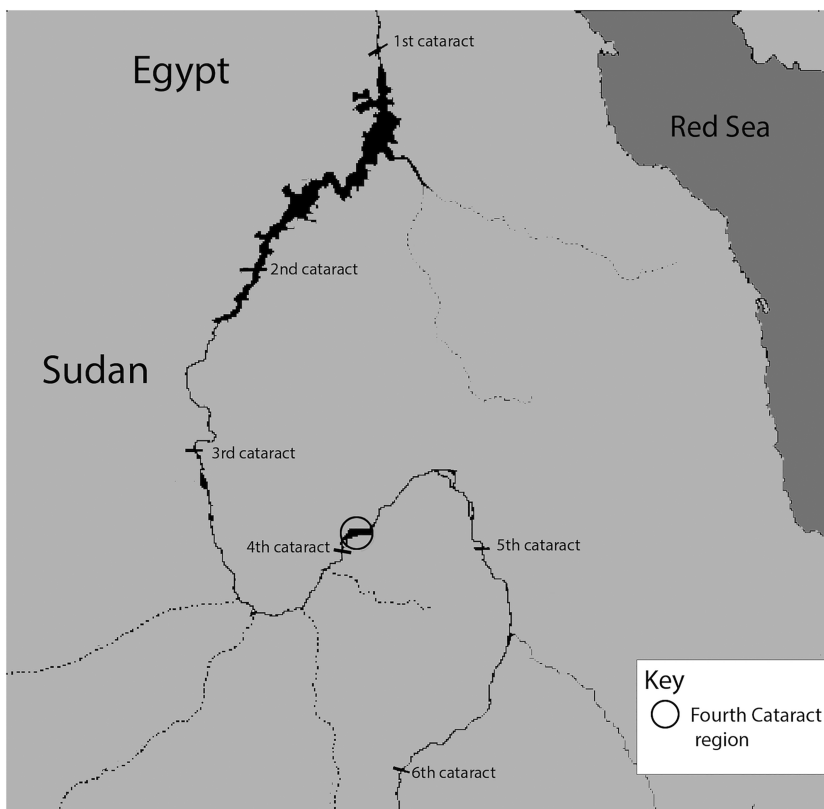 1st cataract
Egypt
Red Sea
2nd cataract
Sudan
3rd cataract
4th cataract
5th cataract
Key
Fourth Cataract
region
6th cataract